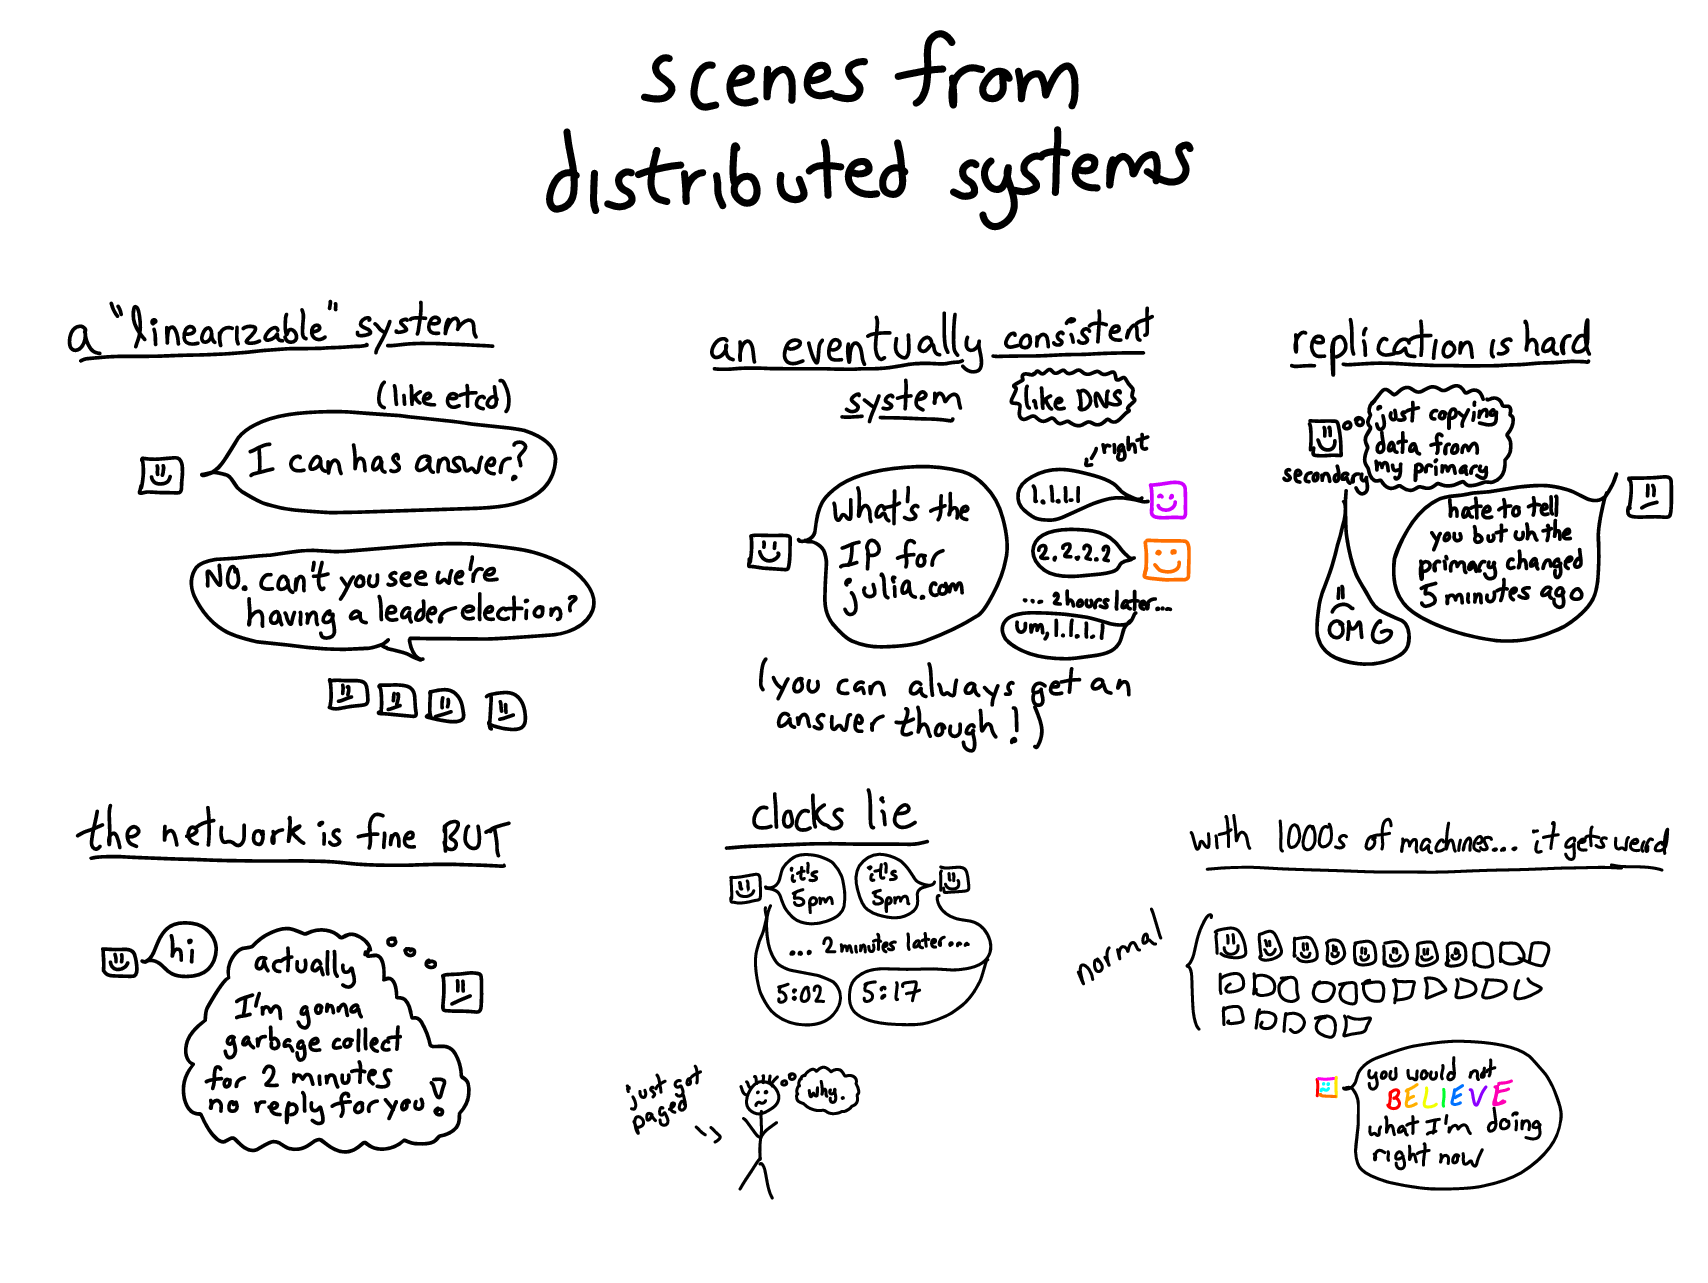 scenes from
distributed systems
a "linearizable" system
(like etcd)
I can has answer?
NO. can't you see we're
having a leader election?
an eventually consistent
system
like DNS
What's the
IP for
julia.com
right
1.1.1.1
2.2.2.2
... 2 hours later...
um, 1.1.1.1
(you can always get an
answer though!)
replication is hard
just copying
data from
my primary
secondary
hate to tell
you but uh the
primary changed
5 minutes ago
OMG
the network is fine BUT
hi
actually
I'm gonna
garbage collect
for 2 minutes
no reply for you!
clocks lie
it's
5pm
it's
5pm
... 2 minutes later...
5:02
5:17
just got
paged
why.
with 1000s of machines... it gets weird
normal
you would not
BELIEVE
what I'm doing
right now